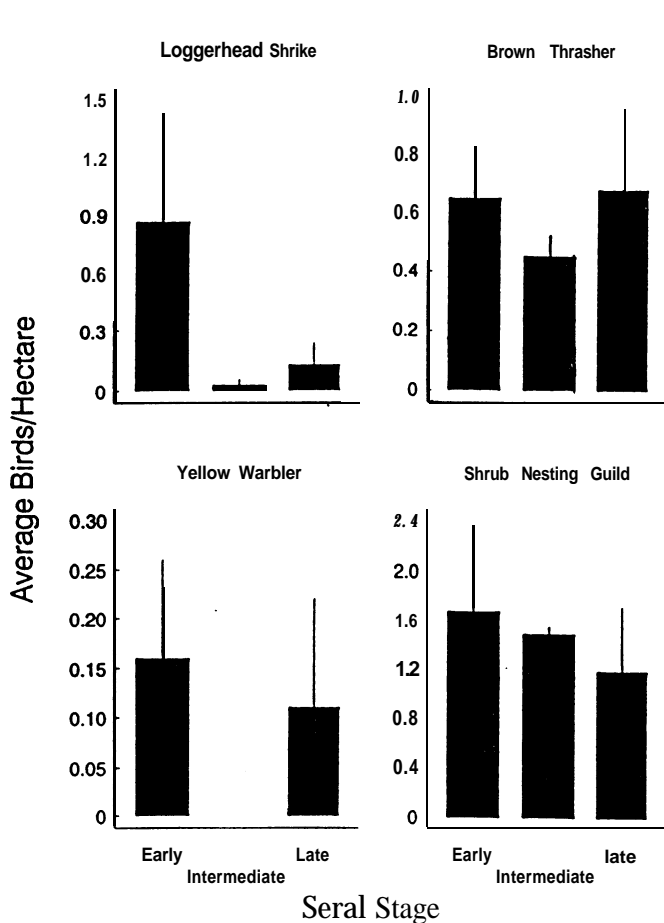 Loggerhead Shrike
1.5
1.2
0.9
0.6
0.3
0
Brown Thrasher
1.0
0.8
0.6
0.4
0.2
0
Average Birds/Hectare
Yellow Warbler
0.30
0.25
0.20
0.15
0.10
0.05
0
Early
Intermediate
Late
Shrub Nesting Guild
2.4
2.0
1.6
12
0.8
0.4
0
Early
Intermediate
late
Seral Stage